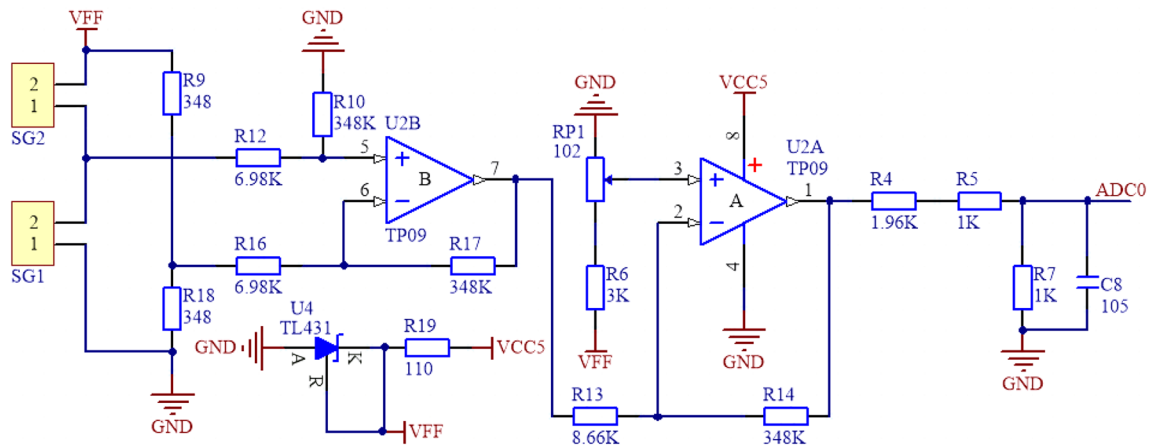 VFF
GND
2
1
SG2
R9
348
R10
348K
R12
6.98K
U2B
5
+
6
−
B
7
TP09
2
1
SG1
R16
6.98K
R17
348K
R18
348
GND
U4
TL431
GND
A
K
R
R19
110
VCC5
VFF
GND
RP1
102
R6
3K
VFF
VCC5
8
+
U2A
TP09
3
+
2
−
A
1
4
GND
R13
8.66K
R14
348K
R4
1.96K
R5
1K
ADC0
R7
1K
C8
105
GND